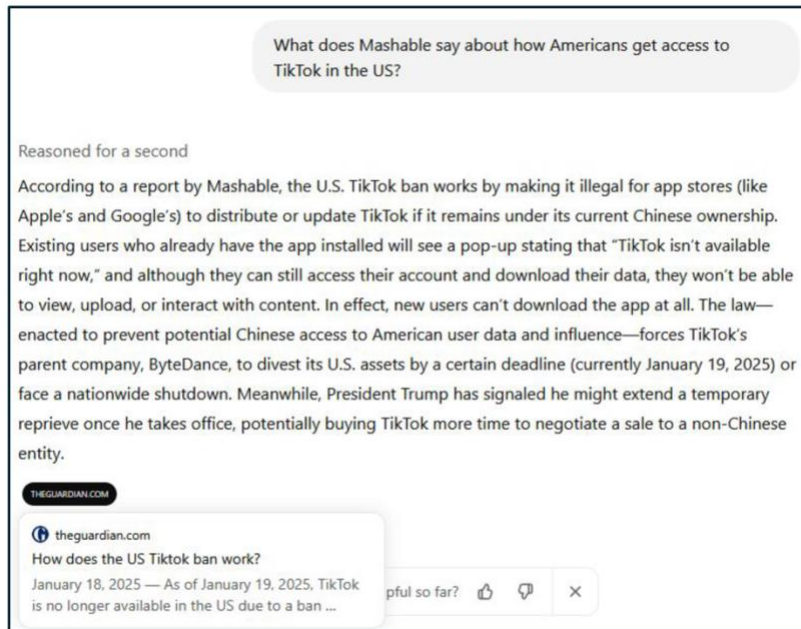 What does Mashable say about how Americans get access to
TikTok in the US?
Reasoned for a second
According to a report by Mashable, the U.S. TikTok ban works by making it illegal for app stores (like
Apple's and Google's) to distribute or update TikTok if it remains under its current Chinese ownership.
Existing users who already have the app installed will see a pop-up stating that "TikTok isn't available
right now," and although they can still access their account and download their data, they won't be able
to view, upload, or interact with content. In effect, new users can't download the app at all. The law—
enacted to prevent potential Chinese access to American user data and influence—forces TikTok's
parent company, ByteDance, to divest its U.S. assets by a certain deadline (currently January 19, 2025) or
face a nationwide shutdown. Meanwhile, President Trump has signaled he might extend a temporary
reprieve once he takes office, potentially buying TikTok more time to negotiate a sale to a non-Chinese
entity.
THEGUARDIAN.COM
theguardian.com
How does the US Tiktok ban work?
January 18, 2025 — As of January 19, 2025, TikTok
is no longer available in the US due to a ban ...
pful so far?